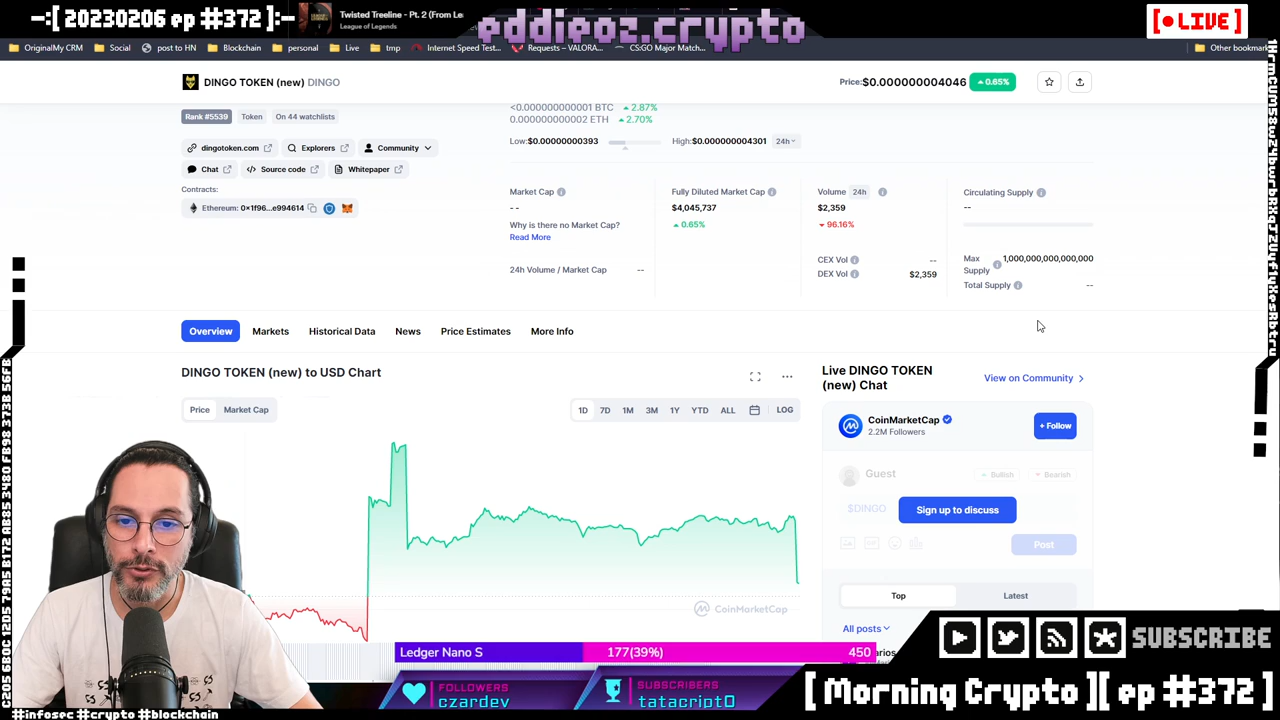 -:[ 20230206 ep #372 ]:-
Twisted Treeline - Pt. 2 (From Le
League of Legends
eddieoz.crypto
[ LIVE ]
OriginalMy CRM
Social
post to HN
Blockchain
personal
Live
tmp
Internet Speed Test...
Requests – VALORA...
CS:GO Major Match...
Other bookmark
DINGO TOKEN (new) DINGO
Price:$0.000000004046
0.65%
<0.000000000001 BTC 2.87%
0.000000000002 ETH 2.70%
Rank #5539
Token
On 44 watchlists
Low:$0.000000000393
High:$0.000000004301
24h
dingotoken.com
Explorers
Community
Chat
Source code
Whitepaper
Contracts:
Ethereum: 0x1f96...e994614
Market Cap
- -
Why is there no Market Cap?
Read More
24h Volume / Market Cap --
Fully Diluted Market Cap
$4,045,737
0.65%
Volume 24h
$2,359
96.16%
CEX Vol --
DEX Vol $2,359
Circulating Supply
--
Max Supply 1,000,000,000,000,000
Total Supply --
Overview
Markets
Historical Data
News
Price Estimates
More Info
DINGO TOKEN (new) to USD Chart
Price
Market Cap
1D
7D
1M
3M
1Y
YTD
ALL
LOG
CoinMarketCap
Live DINGO TOKEN
(new) Chat
View on Community
CoinMarketCap
2.2M Followers
+ Follow
Guest
Bullish
Bearish
$DINGO
Sign up to discuss
Post
Top
Latest
All posts
Ledger Nano S
177(39%)
450
FOLLOWERS
czardev
SUBSCRIBERS
tatacript0
SUBSCRIBE
[ Morning Crypto ][ ep #372 ]
#infosec #crypto #blockchain